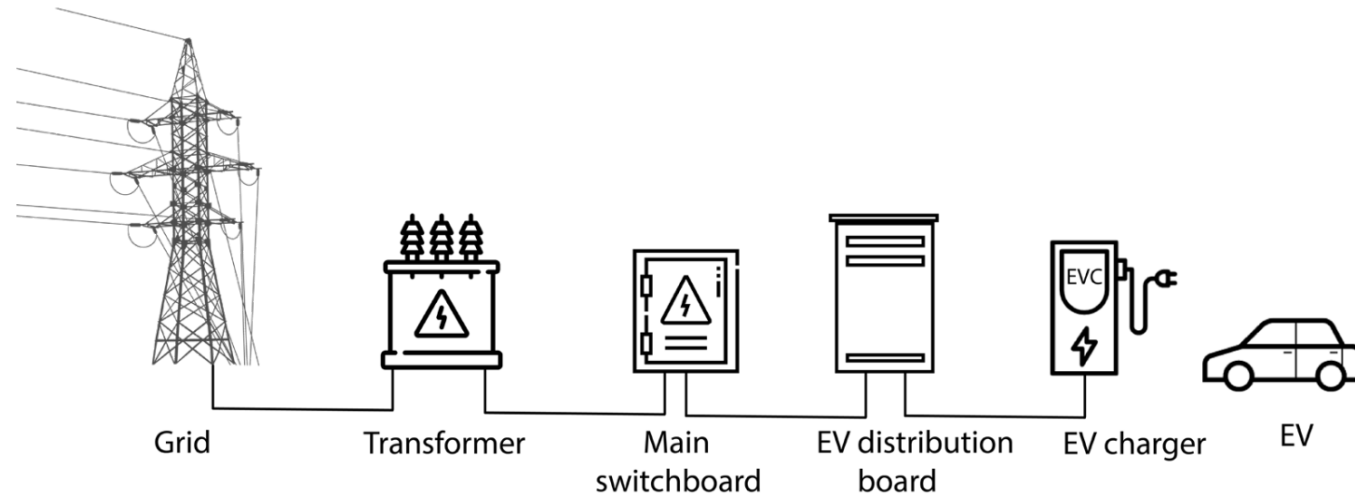 EVC
Grid
Transformer
Main
switchboard
EV distribution
board
EV charger
EV